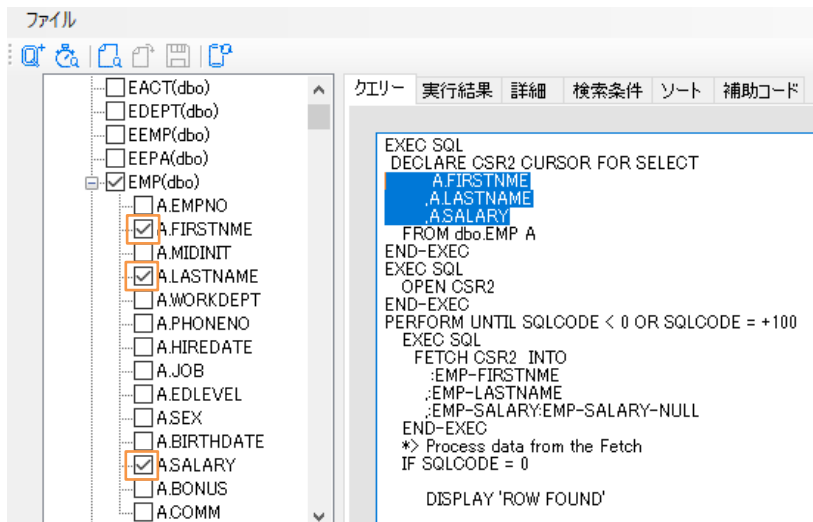 ファイル
EACT(dbo)
EDEPT(dbo)
EEMP(dbo)
EEPA(dbo)
EMP(dbo)
A.EMPNO
A.FIRSTNME
A.MIDINIT
A.LASTNAME
A.WORKDEPT
A.PHONENO
A.HIREDATE
A.JOB
A.EDLEVEL
A.SEX
A.BIRTHDATE
A.SALARY
A.BONUS
A.COMM
クエリー 実行結果 詳細 検索条件 ソート 補助コード
EXEC SQL
DECLARE CSR2 CURSOR FOR SELECT
A.FIRSTNME
,A.LASTNAME
,A.SALARY
FROM dbo.EMP A
END-EXEC
EXEC SQL
OPEN CSR2
END-EXEC
PERFORM UNTIL SQLCODE < 0 OR SQLCODE = +100
EXEC SQL
FETCH CSR2 INTO
:EMP-FIRSTNME
,:EMP-LASTNAME
,:EMP-SALARY:EMP-SALARY-NULL
END-EXEC
*> Process data from the Fetch
IF SQLCODE = 0
DISPLAY 'ROW FOUND'